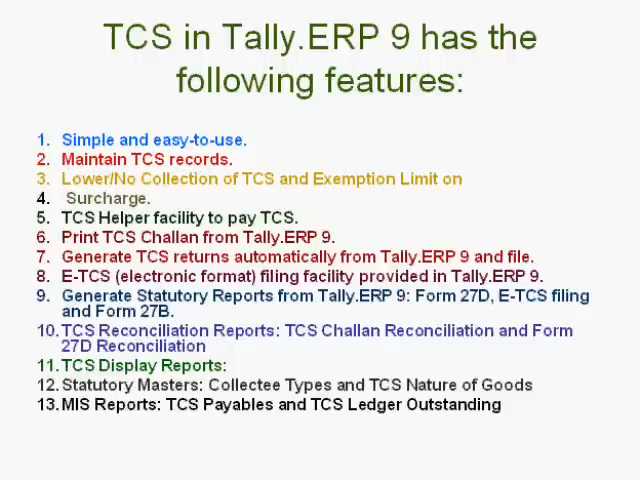 TCS in Tally.ERP 9 has the
following features:
1. Simple and easy-to-use.
2. Maintain TCS records.
3. Lower/No Collection of TCS and Exemption Limit on
4. Surcharge.
5. TCS Helper facility to pay TCS.
6. Print TCS Challan from Tally.ERP 9.
7. Generate TCS returns automatically from Tally.ERP 9 and file.
8. E-TCS (electronic format) filing facility provided in Tally.ERP 9.
9. Generate Statutory Reports from Tally.ERP 9: Form 27D, E-TCS filing
and Form 27B.
10. TCS Reconciliation Reports: TCS Challan Reconciliation and Form
27D Reconciliation
11. TCS Display Reports:
12. Statutory Masters: Collectee Types and TCS Nature of Goods
13. MIS Reports: TCS Payables and TCS Ledger Outstanding